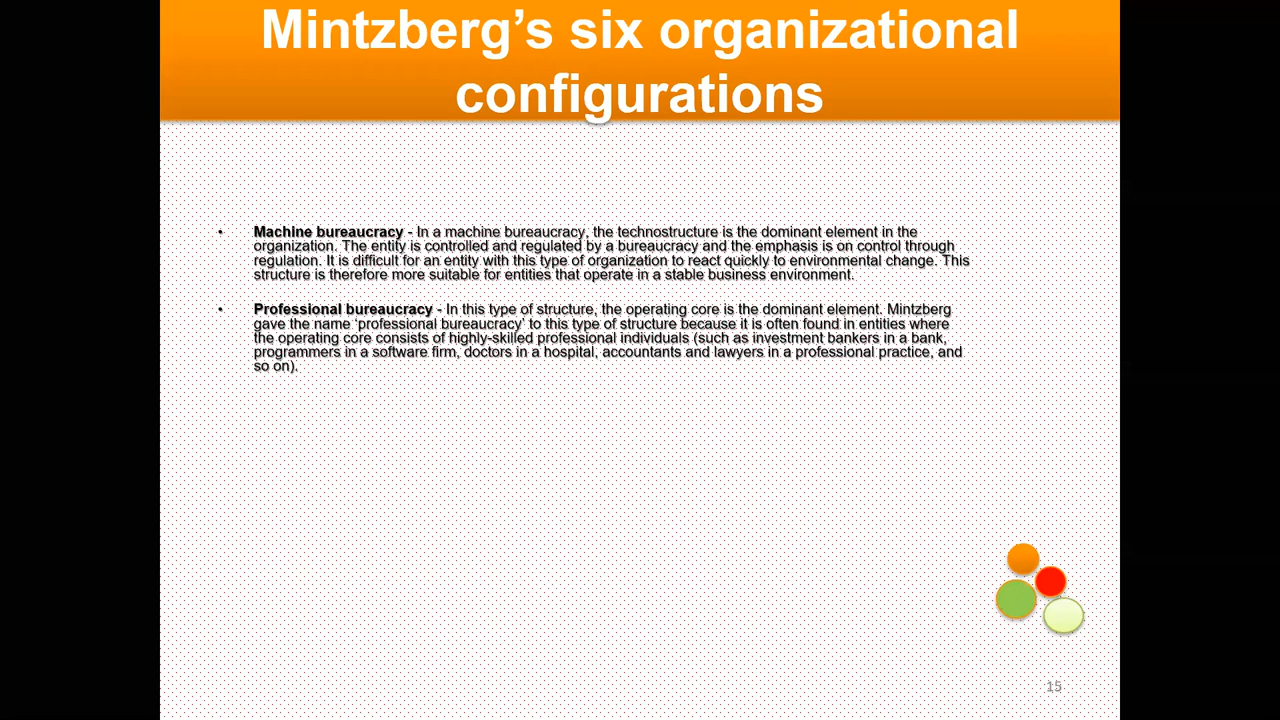 Mintzberg’s six organizational
configurations
• Machine bureaucracy - In a machine bureaucracy, the technostructure is the dominant element in the
organization. The entity is controlled and regulated by a bureaucracy and the emphasis is on control through
regulation. It is difficult for an entity with this type of organization to react quickly to environmental change. This
structure is therefore more suitable for entities that operate in a stable business environment.
• Professional bureaucracy - In this type of structure, the operating core is the dominant element. Mintzberg
gave the name ‘professional bureaucracy’ to this type of structure because it is often found in entities where
the operating core consists of highly-skilled professional individuals (such as investment bankers in a bank,
programmers in a software firm, doctors in a hospital, accountants and lawyers in a professional practice, and
so on).
15